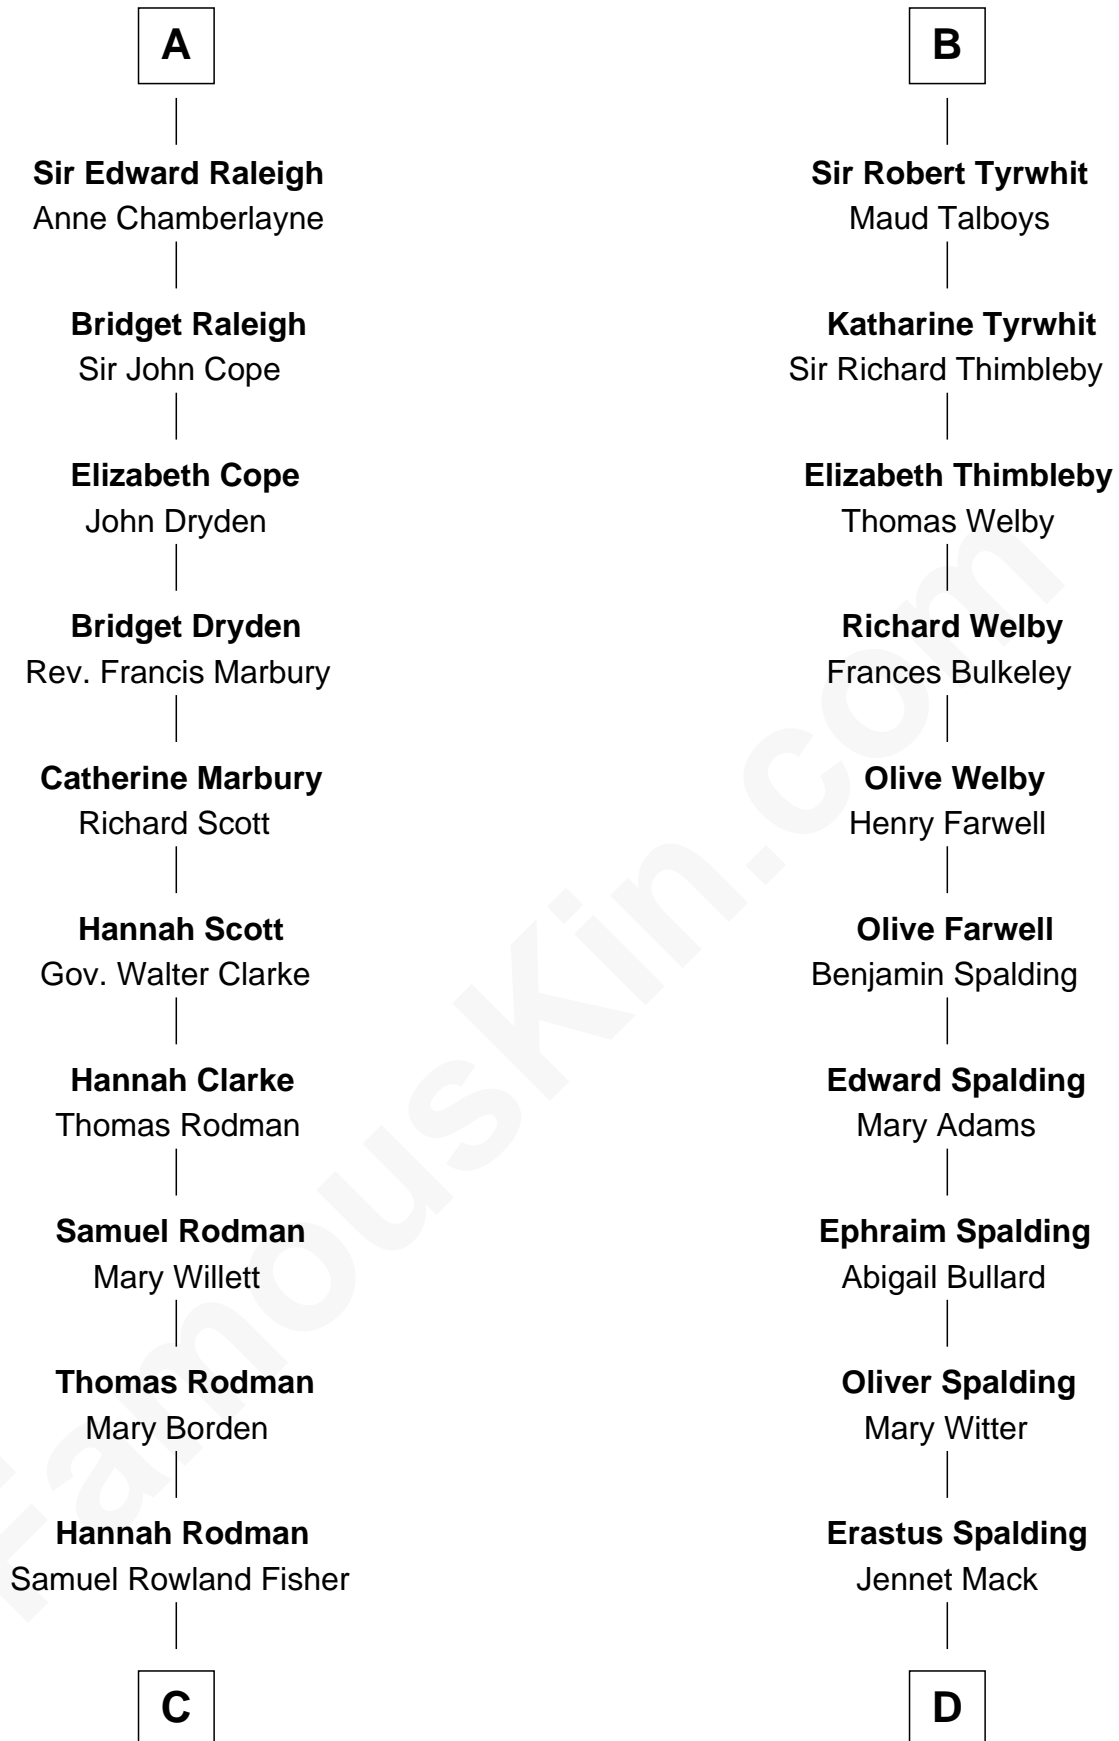 A
Sir Edward Raleigh
Anne Chamberlayne
Bridget Raleigh
Sir John Cope
Elizabeth Cope
John Dryden
Bridget Dryden
Rev. Francis Marbury
Catherine Marbury
Richard Scott
Hannah Scott
Gov. Walter Clarke
Hannah Clarke
Thomas Rodman
Samuel Rodman
Mary Willett
Thomas Rodman
Mary Borden
Hannah Rodman
Samuel Rowland Fisher
C
B
Sir Robert Tyrwhit
Maud Talboys
Katharine Tyrwhit
Sir Richard Thimbleby
Elizabeth Thimbleby
Thomas Welby
Richard Welby
Frances Bulkeley
Olive Welby
Henry Farwell
Olive Farwell
Benjamin Spalding
Edward Spalding
Mary Adams
Ephraim Spalding
Abigail Bullard
Oliver Spalding
Mary Witter
Erastus Spalding
Jennet Mack
D
FamousKin.com